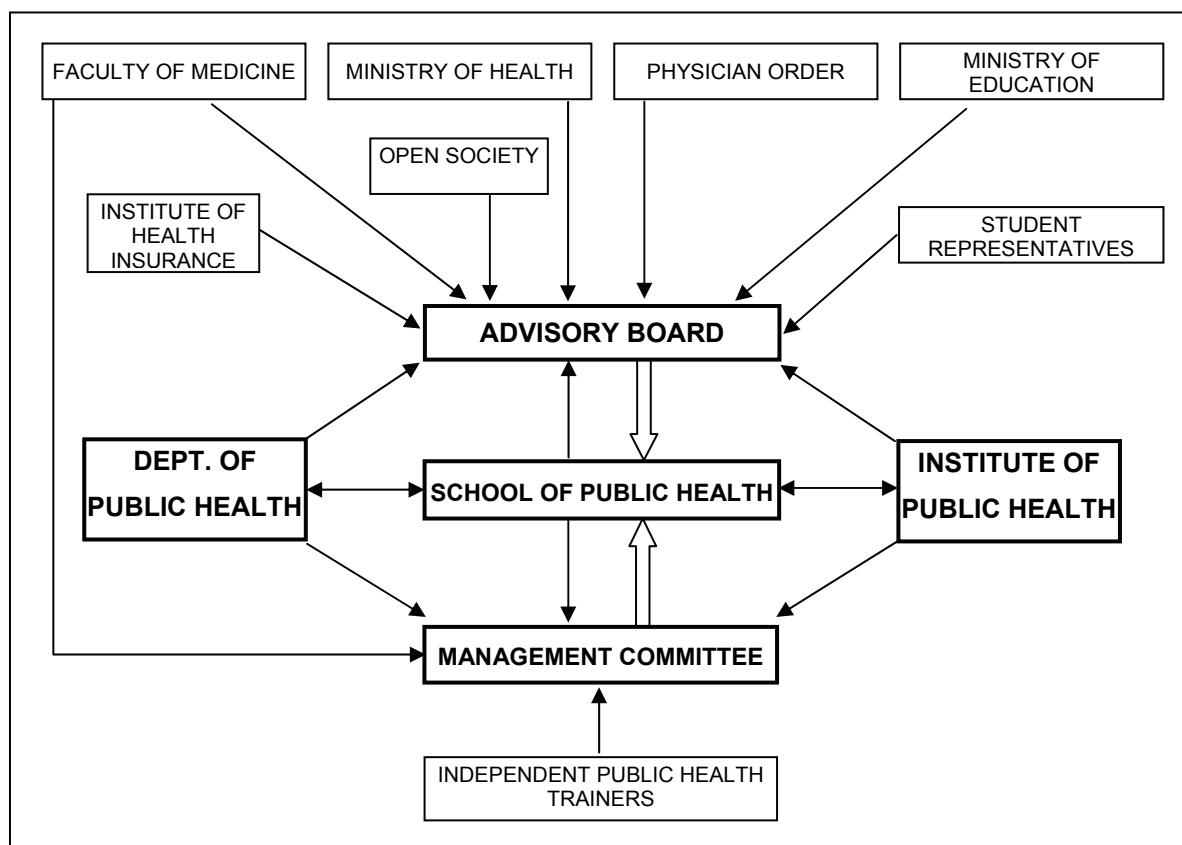 FACULTY OF MEDICINE
MINISTRY OF HEALTH
PHYSICIAN ORDER
MINISTRY OF
EDUCATION
OPEN SOCIETY
INSTITUTE OF
HEALTH
INSURANCE
STUDENT
REPRESENTATIVES
ADVISORY BOARD
DEPT. OF
PUBLIC HEALTH
SCHOOL OF PUBLIC HEALTH
INSTITUTE OF
PUBLIC HEALTH
MANAGEMENT COMMITTEE
INDEPENDENT PUBLIC HEALTH
TRAINERS